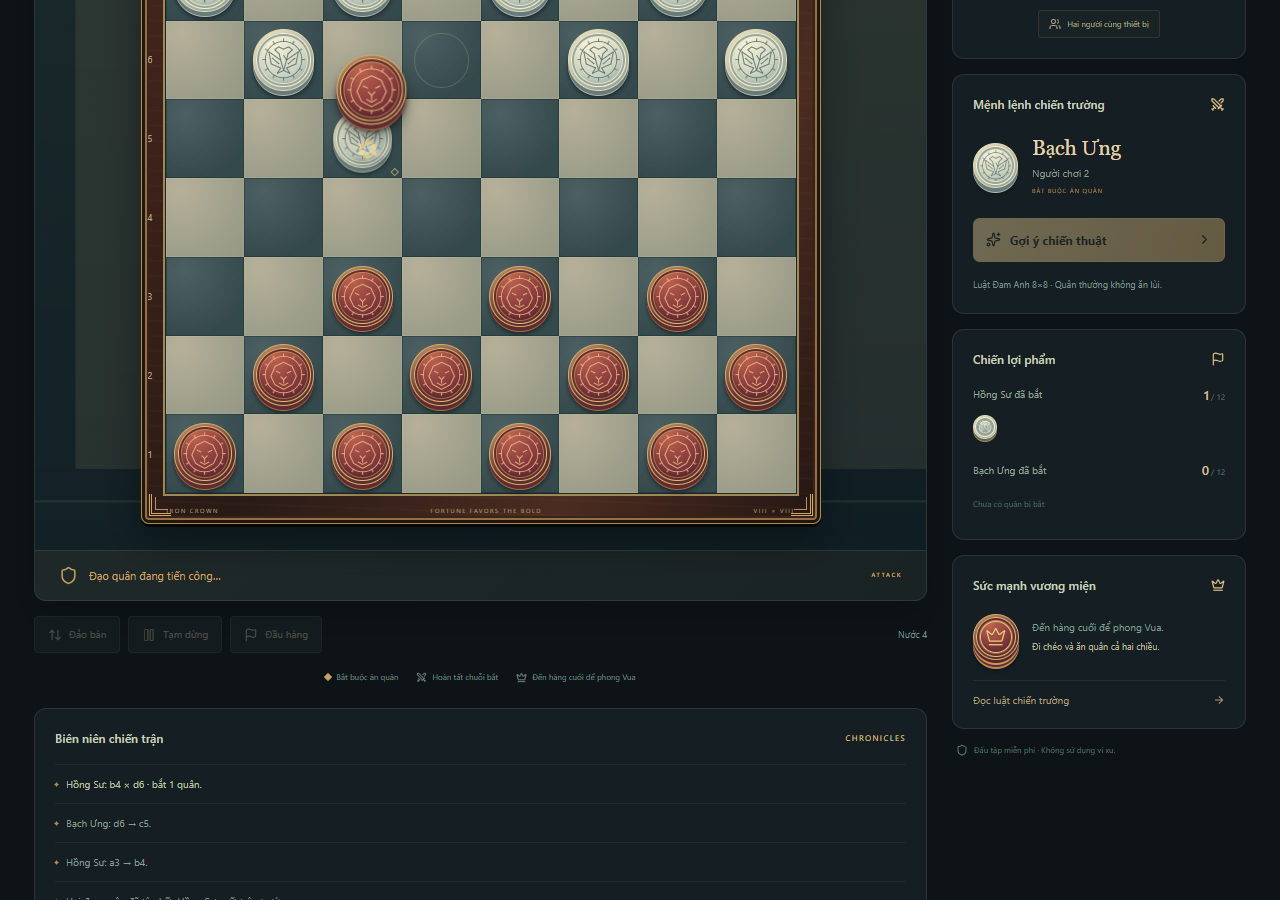 Hai người cùng thiết bị
Mệnh lệnh chiến trường
Bạch Ưng
Người chơi 2
BẮT BUỘC ĂN QUÂN
Gợi ý chiến thuật
Luật Đam Anh 8×8 · Quân thường không ăn lùi.
Chiến lợi phẩm
Hồng Sư đã bắt
1 / 12
Bạch Ưng đã bắt
0 / 12
Chưa có quân bị bắt
Sức mạnh vương miện
Đến hàng cuối để phong Vua.
Đi chéo và ăn quân cả hai chiều.
Đọc luật chiến trường
Đấu tập miễn phí · Không sử dụng ví xu.
6
5
4
3
2
1
IRON CROWN
FORTUNE FAVORS THE BOLD
VIII × VIII
Đạo quân đang tiến công...
ATTACK
Đảo bàn
Tạm dừng
Đầu hàng
Nước 4
Bắt buộc ăn quân
Hoàn tất chuỗi bắt
Đến hàng cuối để phong Vua
Biên niên chiến trận
CHRONICLES
Hồng Sư: b4 × d6 · bắt 1 quân.
Bạch Ưng: d6 → c5.
Hồng Sư: a3 → b4.